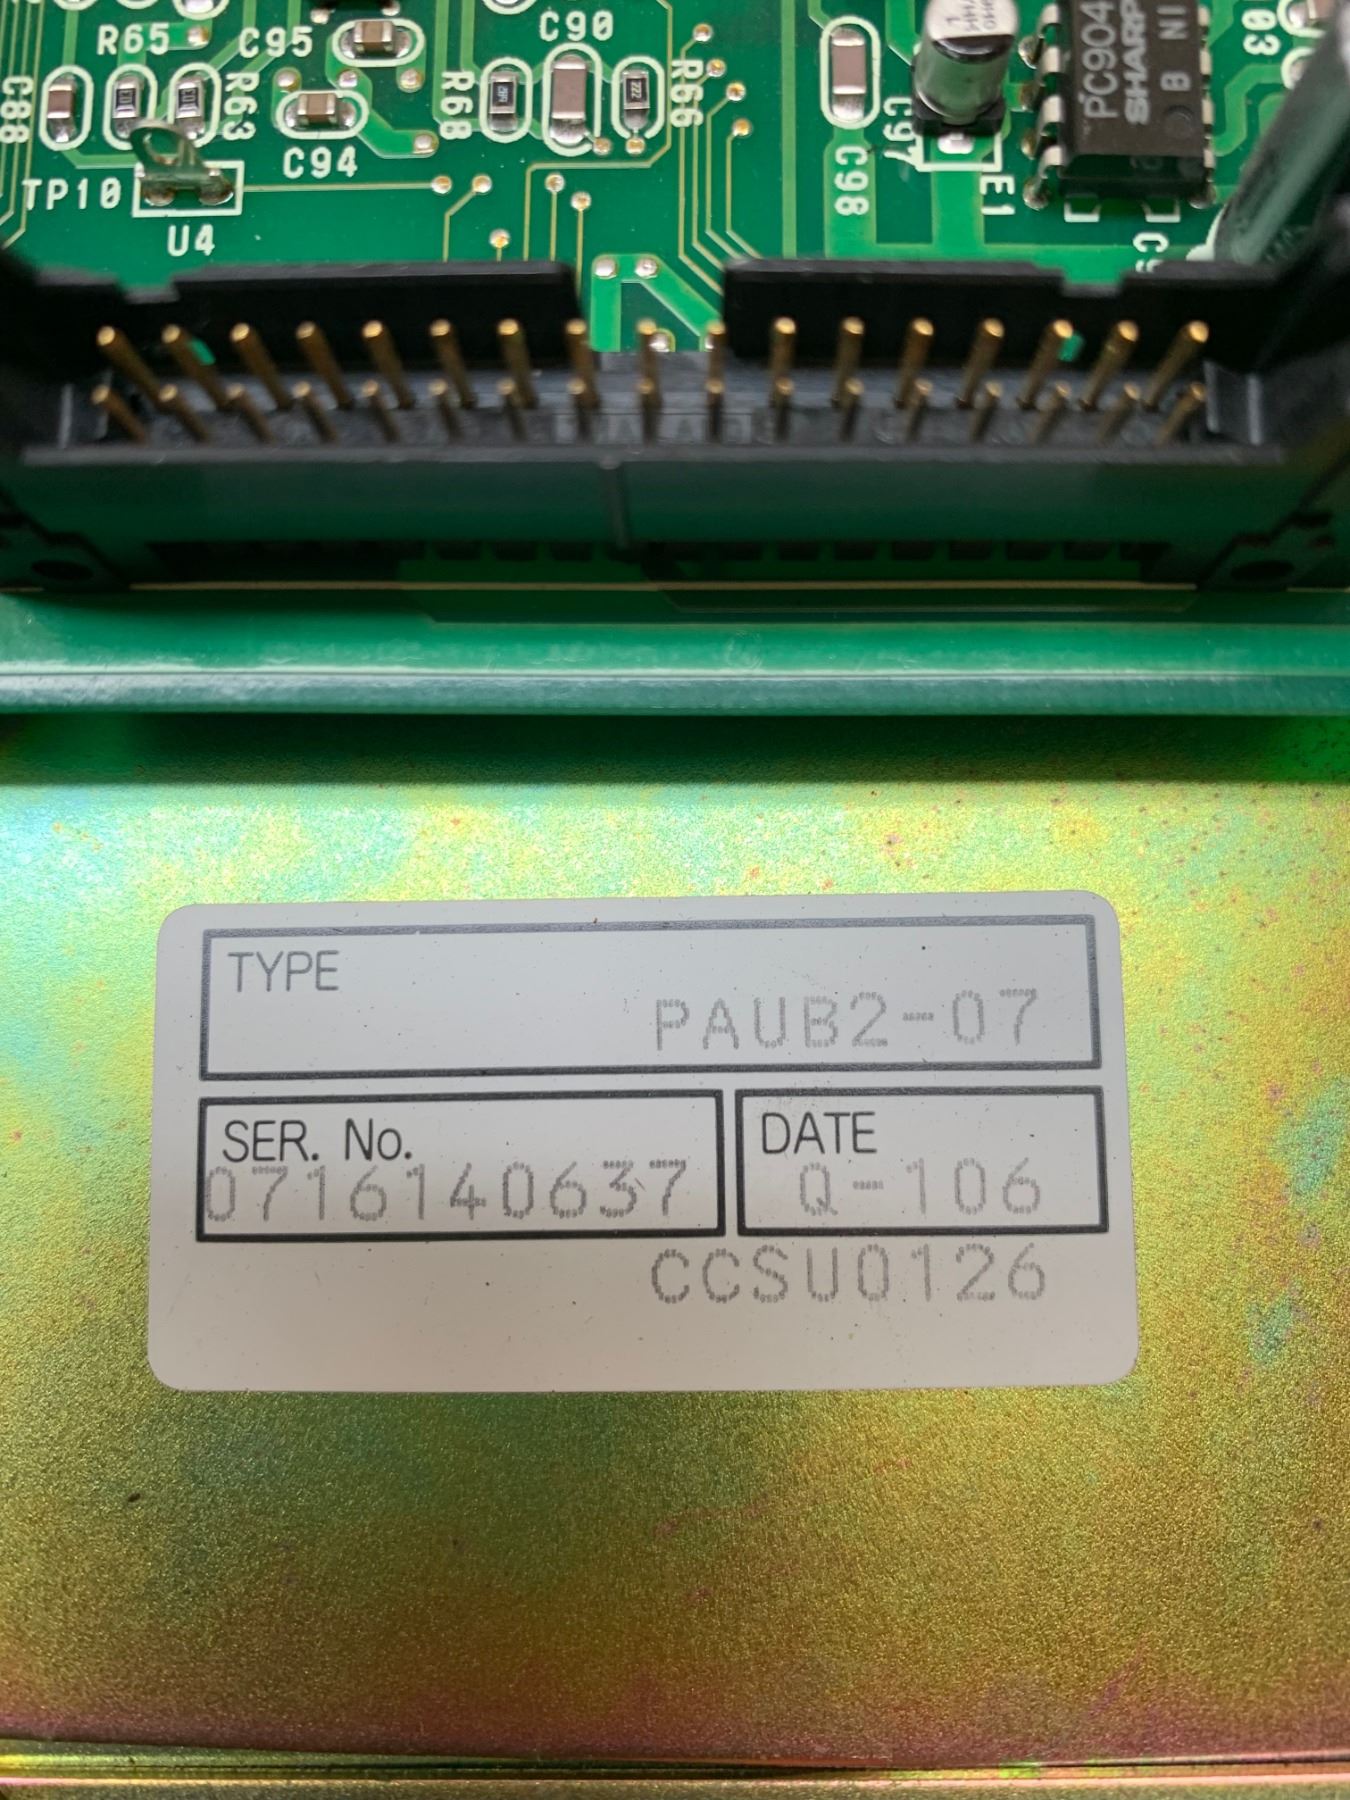 R65
C95
C90
C88
R63
R68
R66
C94
C97
C98
E1
PC904
SHARP
B NI
TP10
U4
TYPE
PAUB2-07
SER. No.
0716140637
DATE
Q-106
CCSU0126